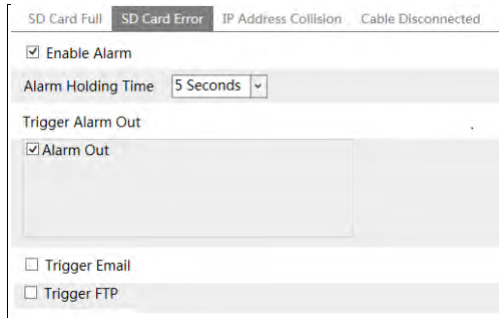 SD Card Full SD Card Error IP Address Collision Cable Disconnected
Enable Alarm
Alarm Holding Time 5 Seconds
Trigger Alarm Out
Alarm Out
Trigger Email
Trigger FTP